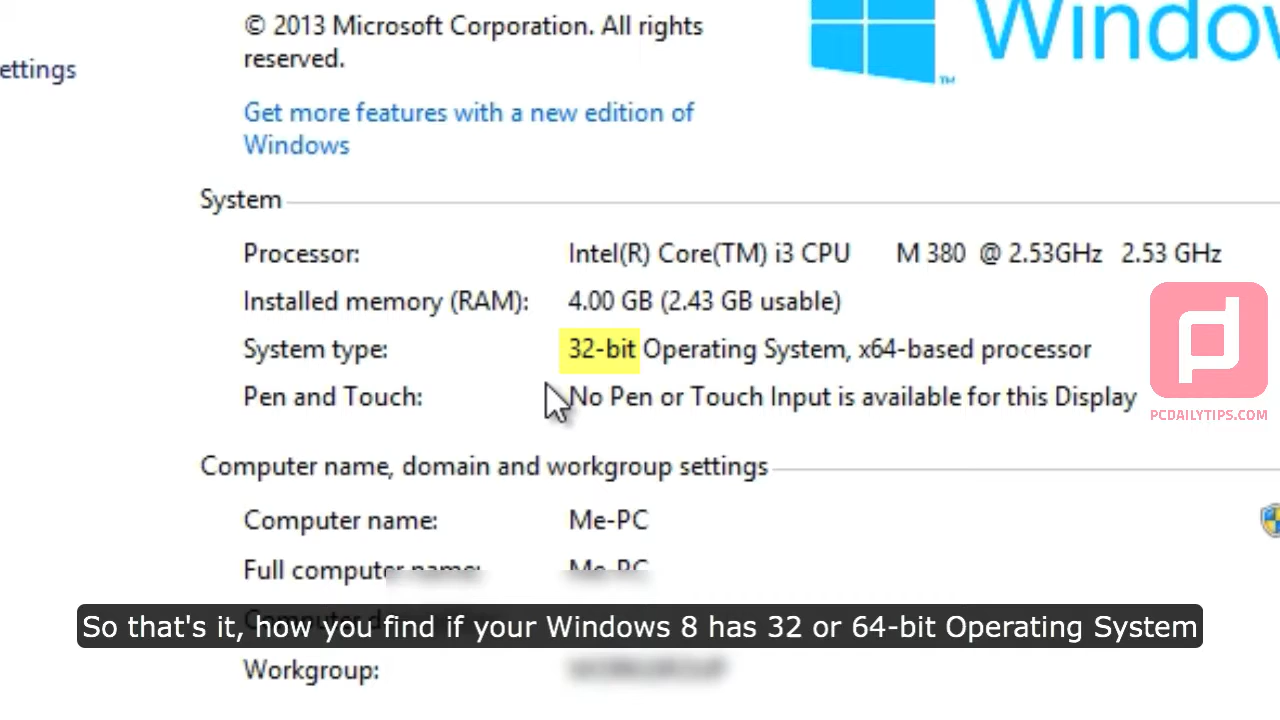 © 2013 Microsoft Corporation. All rights
reserved.
Windo
™
ettings
Get more features with a new edition of
Windows
System
Processor: Intel(R) Core(TM) i3 CPU M 380 @ 2.53GHz 2.53 GHz
Installed memory (RAM): 4.00 GB (2.43 GB usable)
System type: 32-bit Operating System, x64-based processor
Pen and Touch: No Pen or Touch Input is available for this Display
PCDAILYTIPS.COM
Computer name, domain and workgroup settings
Computer name: Me-PC
Full computer name: Me-PC
So that's it, how you find if your Windows 8 has 32 or 64-bit Operating System
Workgroup: